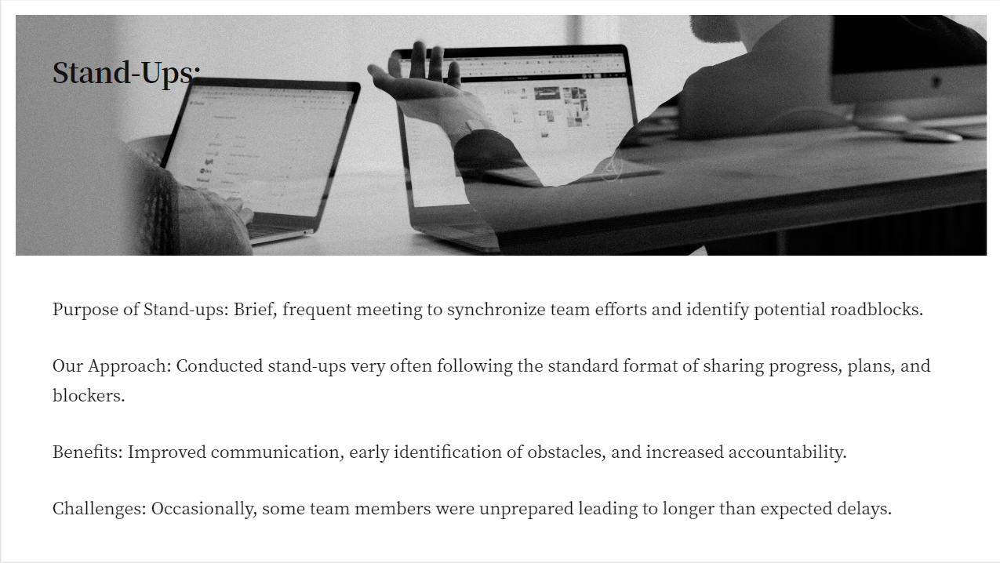 Stand-Ups:
Purpose of Stand-ups: Brief, frequent meeting to synchronize team efforts and identify potential roadblocks.
Our Approach: Conducted stand-ups very often following the standard format of sharing progress, plans, and
blockers.
Benefits: Improved communication, early identification of obstacles, and increased accountability.
Challenges: Occasionally, some team members were unprepared leading to longer than expected delays.